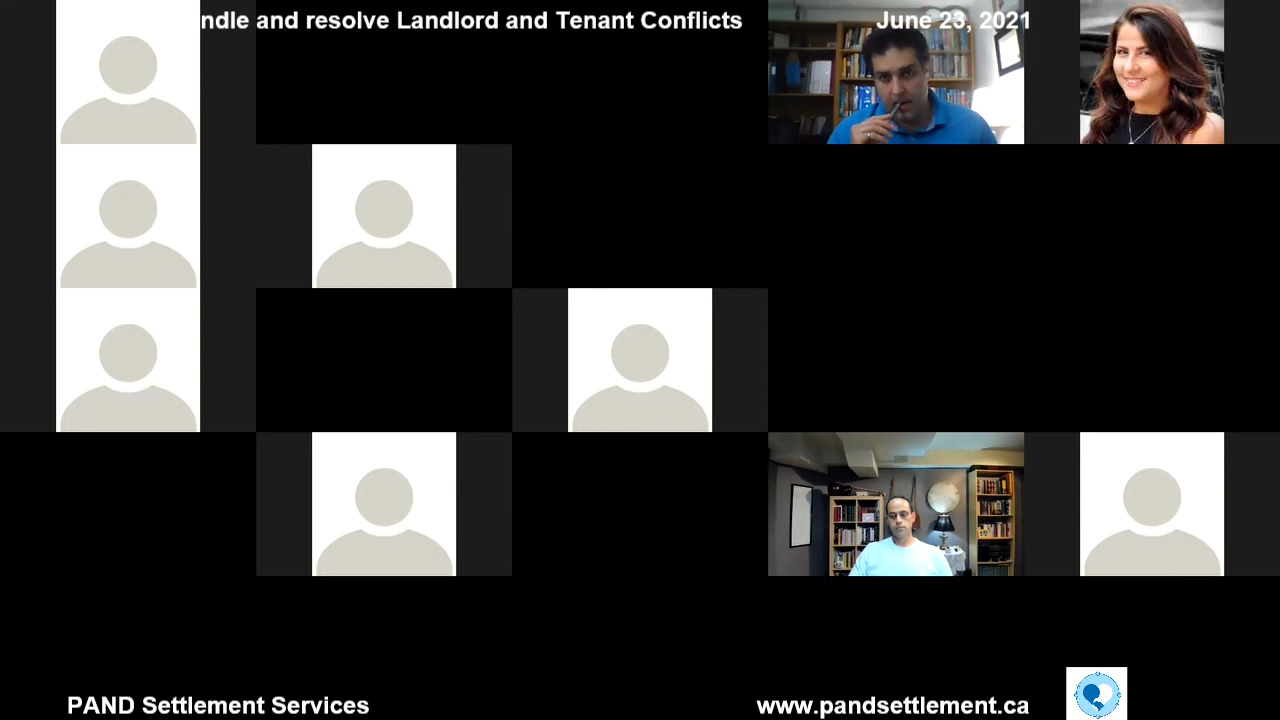 ndle and resolve Landlord and Tenant Conflicts
June 23, 2021
PAND Settlement Services
www.pandsettlement.ca